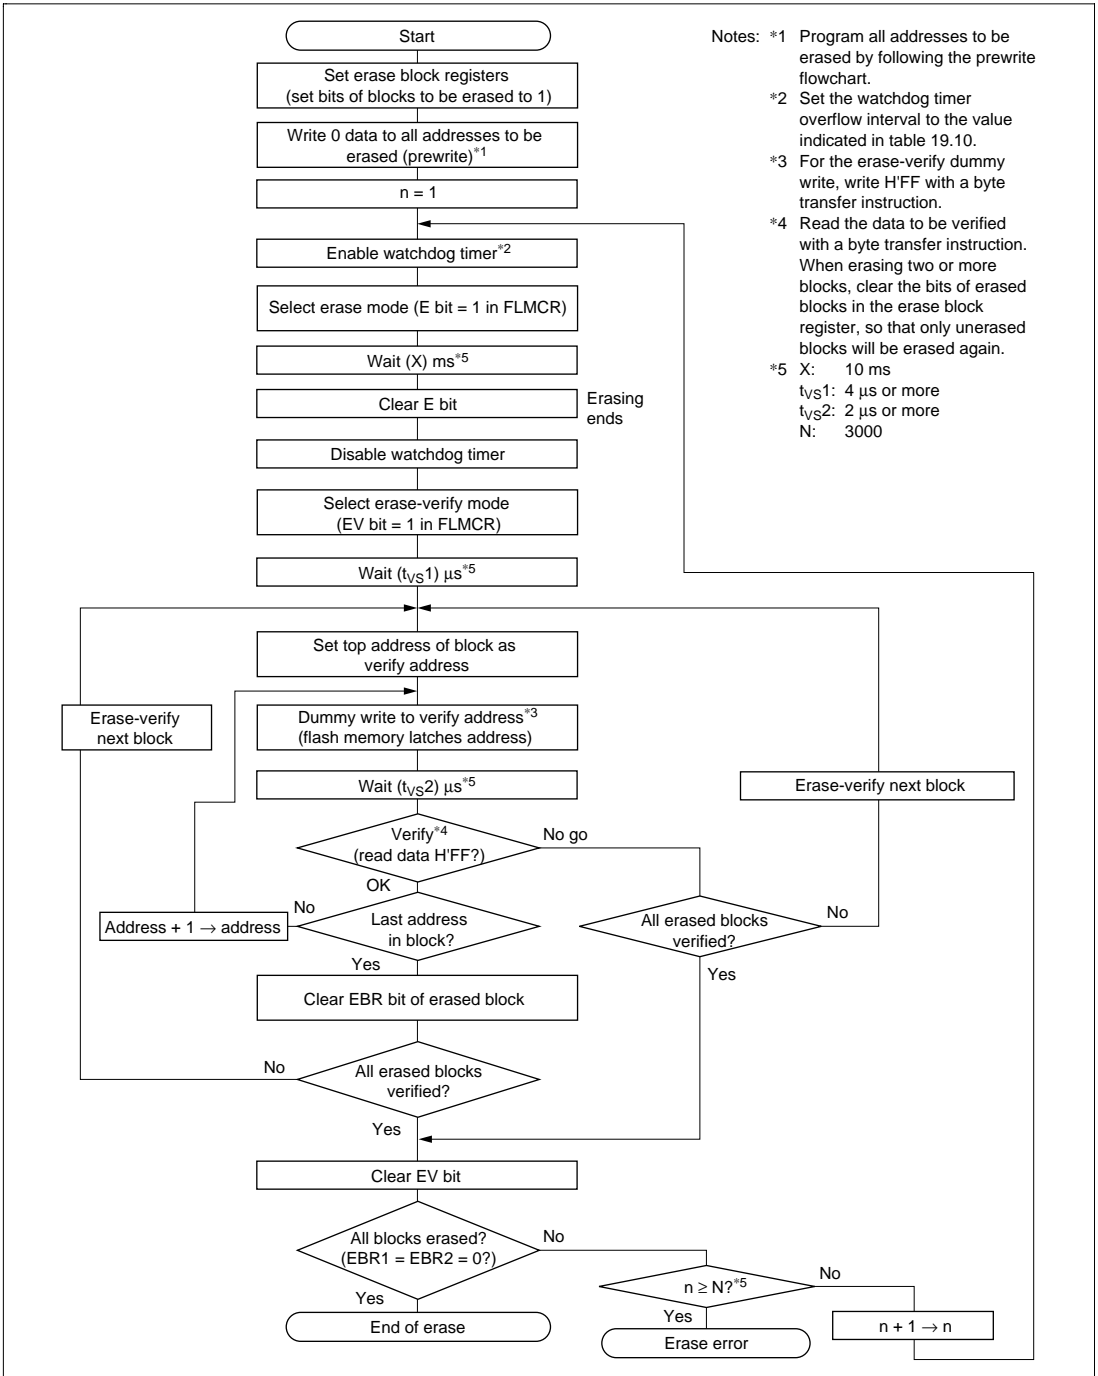 Start
Set erase block registers
(set bits of blocks to be erased to 1)
Write 0 data to all addresses to be
erased (prewrite)*1
n = 1
Enable watchdog timer*2
Select erase mode (E bit = 1 in FLMCR)
Wait (X) ms*5
Clear E bit
Erasing
ends
Disable watchdog timer
Select erase-verify mode
(EV bit = 1 in FLMCR)
Wait (tVS1) μs*5
Set top address of block as
verify address
Erase-verify
next block
Dummy write to verify address*3
(flash memory latches address)
Wait (tVS2) μs*5
Erase-verify next block
Verify*4
(read data H'FF?)
No go
OK
Address + 1 → address
No
Last address
in block?
All erased blocks
verified?
No
Yes
Yes
Clear EBR bit of erased block
No
All erased blocks
verified?
Yes
Clear EV bit
All blocks erased?
(EBR1 = EBR2 = 0?)
No
n ≥ N?*5
No
Yes
Yes
End of erase
Erase error
n + 1 → n
Notes: *1 Program all addresses to be
erased by following the prewrite
flowchart.
*2 Set the watchdog timer
overflow interval to the value
indicated in table 19.10.
*3 For the erase-verify dummy
write, write H'FF with a byte
transfer instruction.
*4 Read the data to be verified
with a byte transfer instruction.
When erasing two or more
blocks, clear the bits of erased
blocks in the erase block
register, so that only unerased
blocks will be erased again.
*5 X: 10 ms
tVS1: 4 μs or more
tVS2: 2 μs or more
N: 3000